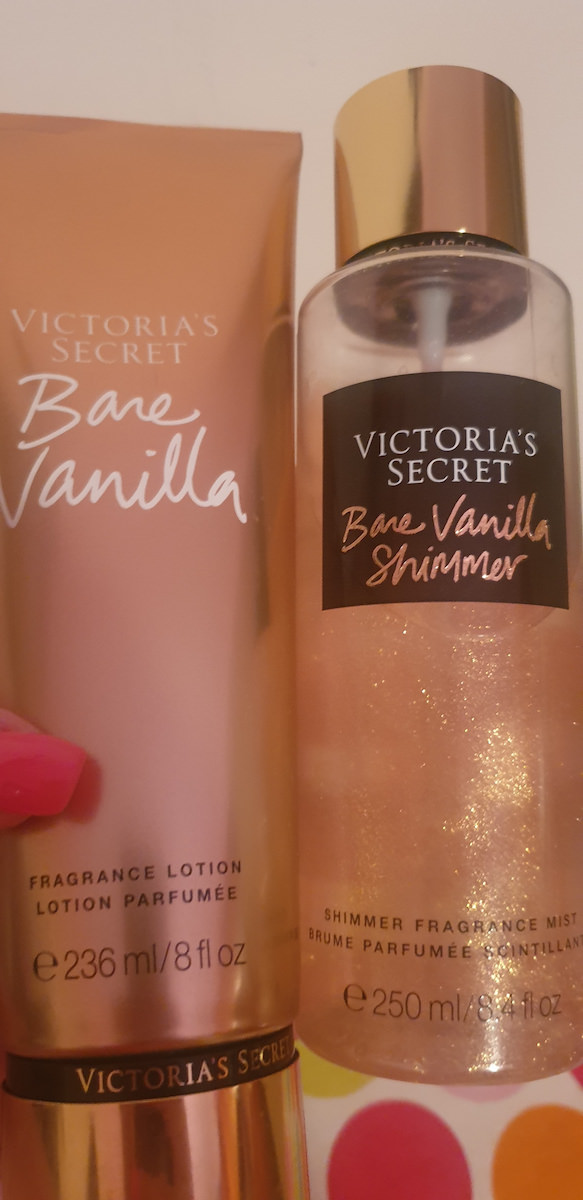 VICTORIA'S
SECRET
Bare
Vanilla
FRAGRANCE LOTION
LOTION PARFUMÉE
e 236 ml/8 fl oz
VICTORIA'S SECRET
VICTORIA'S
SECRET
Bare Vanilla
Shimmer
SHIMMER FRAGRANCE MIST
BRUME PARFUMÉE SCINTILLANT
e 250 ml/8.4 fl oz